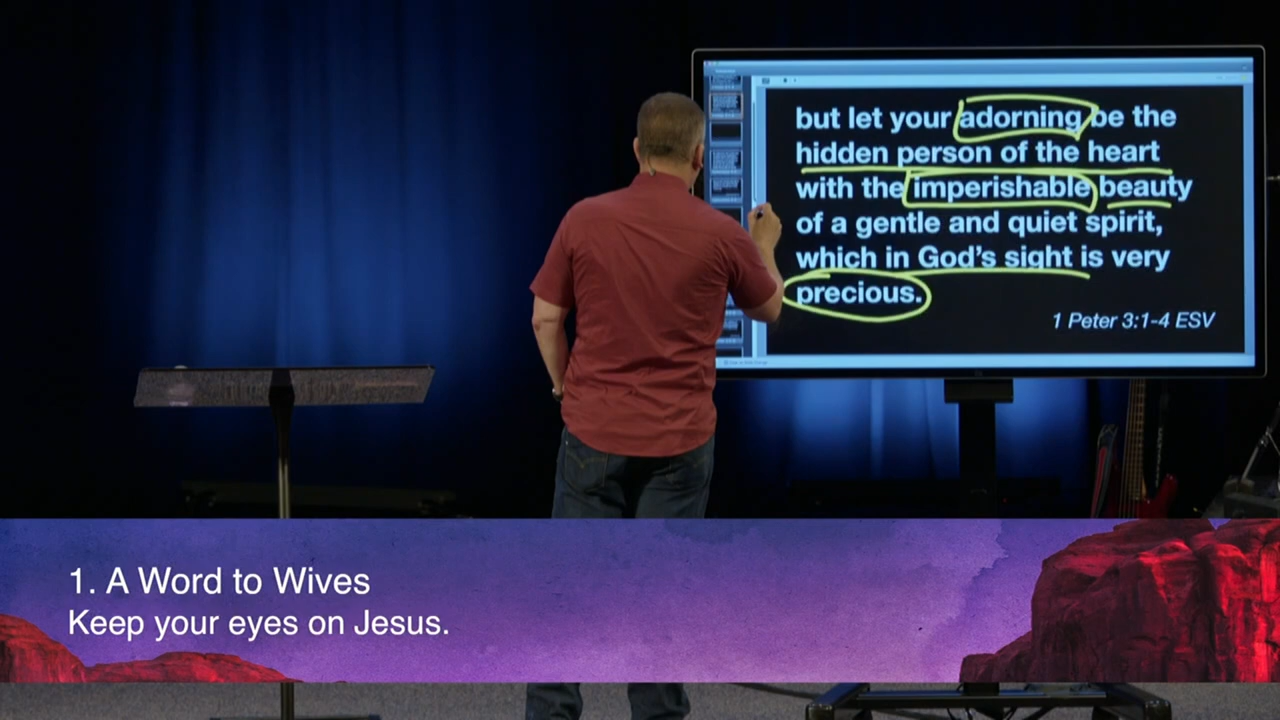 but let your adorning be the
hidden person of the heart
with the imperishable beauty
of a gentle and quiet spirit,
which in God's sight is very
precious.
1 Peter 3:1-4 ESV
1. A Word to Wives
Keep your eyes on Jesus.